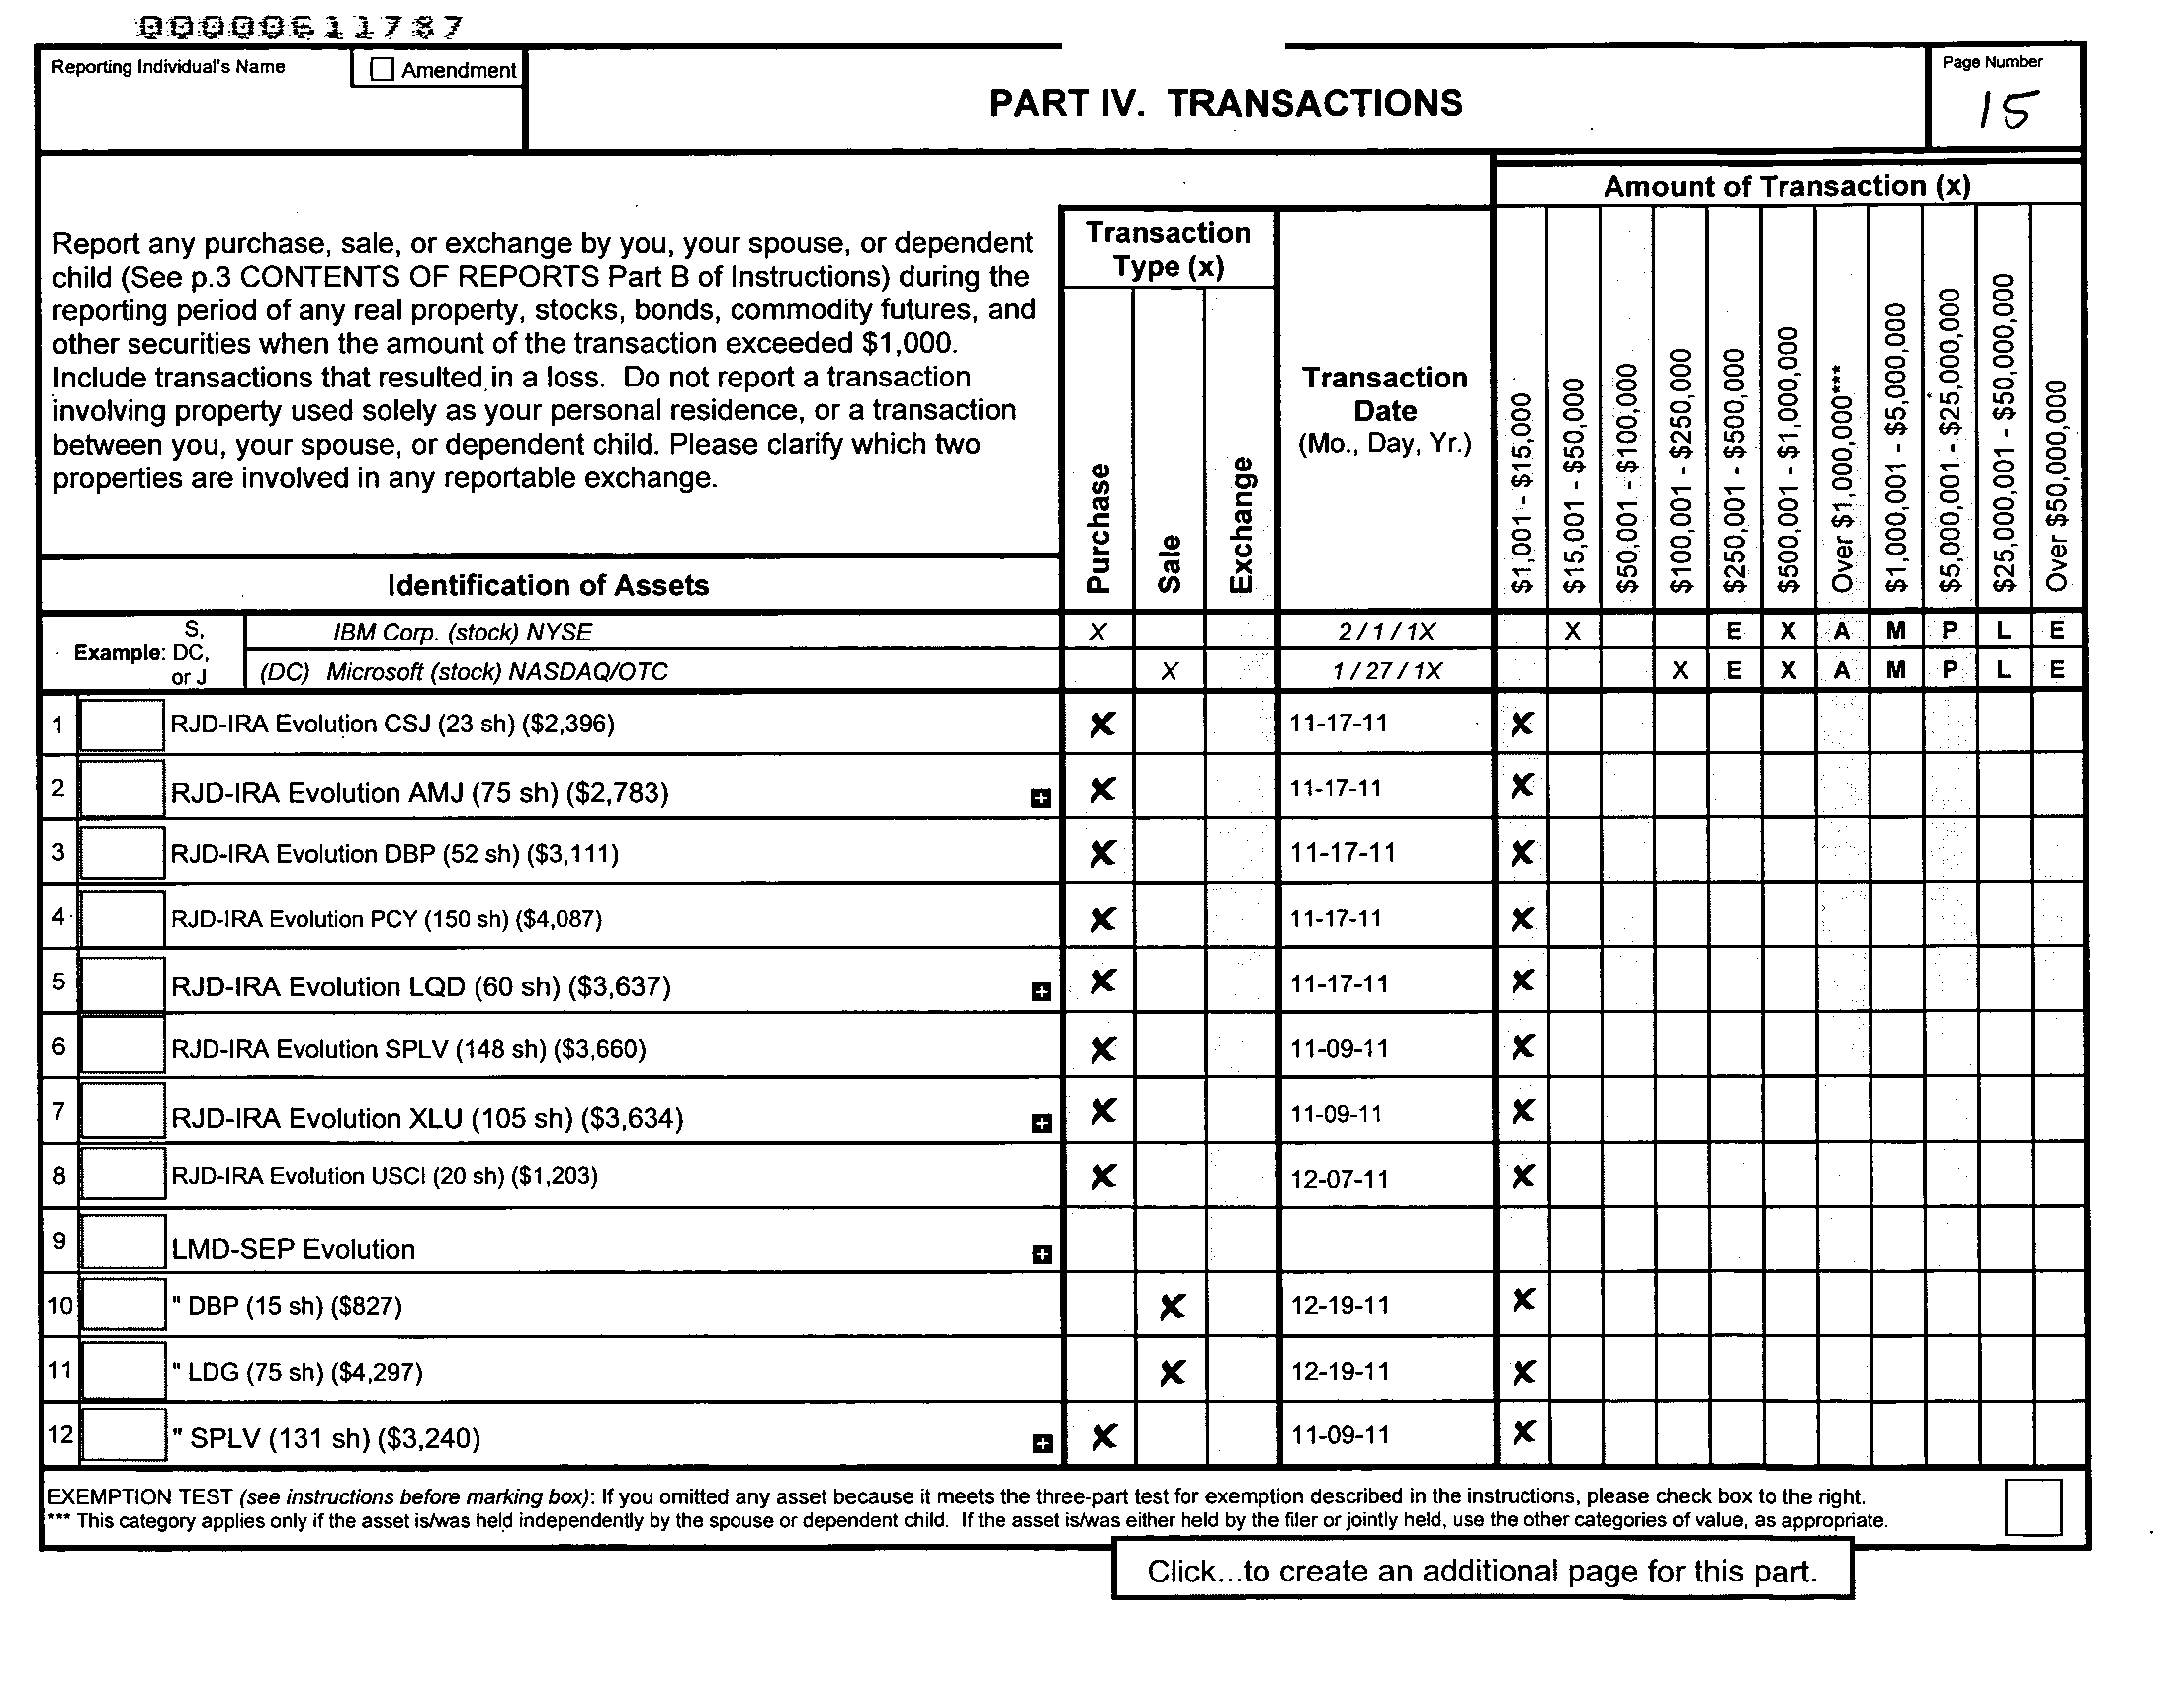 00000611787
Reporting Individual's Name
☐ Amendment
PART IV. TRANSACTIONS
Page Number
15
Report any purchase, sale, or exchange by you, your spouse, or dependent
child (See p.3 CONTENTS OF REPORTS Part B of Instructions) during the
reporting period of any real property, stocks, bonds, commodity futures, and
other securities when the amount of the transaction exceeded $1,000.
Include transactions that resulted in a loss. Do not report a transaction
involving property used solely as your personal residence, or a transaction
between you, your spouse, or dependent child. Please clarify which two
properties are involved in any reportable exchange.
Identification of Assets
Transaction
Type (x)
Purchase
Sale
Exchange
Transaction
Date
(Mo., Day, Yr.)
Amount of Transaction (x)
$1,001 - $15,000
$15,001 - $50,000
$50,001 - $100,000
$100,001 - $250,000
$250,001 - $500,000
$500,001 - $1,000,000
Over $1,000,000***
$1,000,001 - $5,000,000
$5,000,001 - $25,000,000
$25,000,001 - $50,000,000
Over $50,000,000
S,
Example: DC,
or J
IBM Corp. (stock) NYSE X 2 / 1 / 1X X E X A M P L E
(DC) Microsoft (stock) NASDAQ/OTC X 1 / 27 / 1X X E X A M P L E
1 RJD-IRA Evolution CSJ (23 sh) ($2,396) X 11-17-11 X
2 RJD-IRA Evolution AMJ (75 sh) ($2,783) + X 11-17-11 X
3 RJD-IRA Evolution DBP (52 sh) ($3,111) X 11-17-11 X
4 RJD-IRA Evolution PCY (150 sh) ($4,087) X 11-17-11 X
5 RJD-IRA Evolution LQD (60 sh) ($3,637) + X 11-17-11 X
6 RJD-IRA Evolution SPLV (148 sh) ($3,660) X 11-09-11 X
7 RJD-IRA Evolution XLU (105 sh) ($3,634) + X 11-09-11 X
8 RJD-IRA Evolution USCI (20 sh) ($1,203) X 12-07-11 X
9 LMD-SEP Evolution +
10 " DBP (15 sh) ($827) X 12-19-11 X
11 " LDG (75 sh) ($4,297) X 12-19-11 X
12 " SPLV (131 sh) ($3,240) + X 11-09-11 X
EXEMPTION TEST (see instructions before marking box): If you omitted any asset because it meets the three-part test for exemption described in the instructions, please check box to the right.
*** This category applies only if the asset is/was held independently by the spouse or dependent child. If the asset is/was either held by the filer or jointly held, use the other categories of value, as appropriate.
Click...to create an additional page for this part.